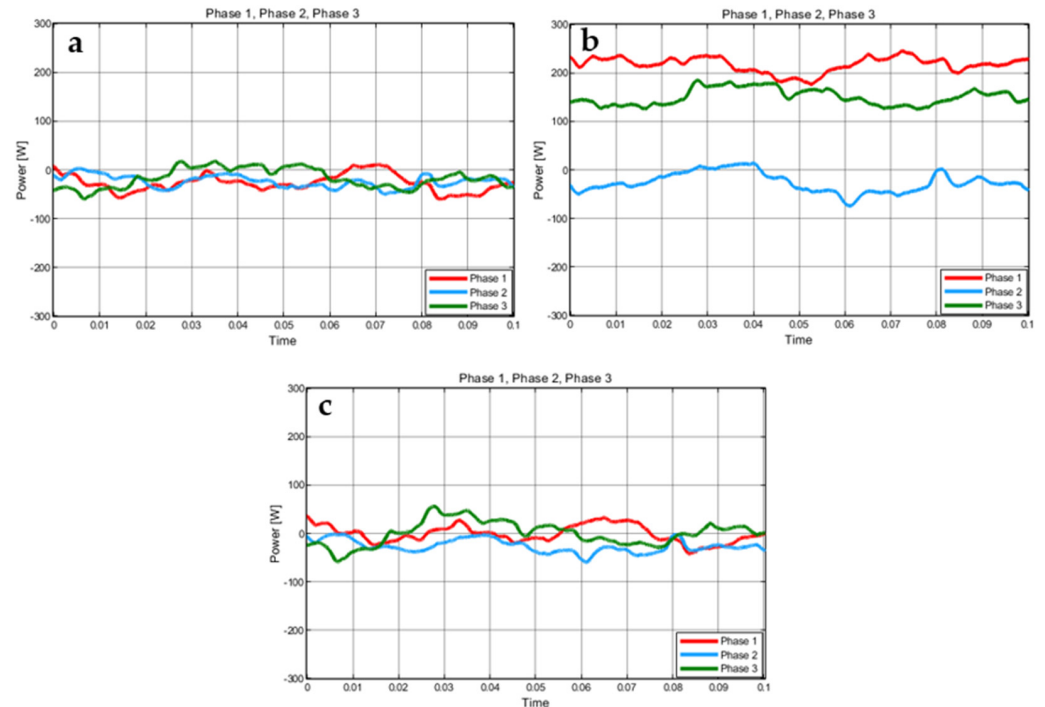 Phase 1, Phase 2, Phase 3
a
300
200
100
0
-100
-200
-300
Power [W]
0 0.01 0.02 0.03 0.04 0.05 0.06 0.07 0.08 0.09 0.1
Time
Phase 1
Phase 2
Phase 3
Phase 1, Phase 2, Phase 3
b
300
200
100
0
-100
-200
-300
Power [W]
0 0.01 0.02 0.03 0.04 0.05 0.06 0.07 0.08 0.09 0.1
Time
Phase 1
Phase 2
Phase 3
Phase 1, Phase 2, Phase 3
c
300
200
100
0
-100
-200
-300
Power [W]
0 0.01 0.02 0.03 0.04 0.05 0.06 0.07 0.08 0.09 0.1
Time
Phase 1
Phase 2
Phase 3